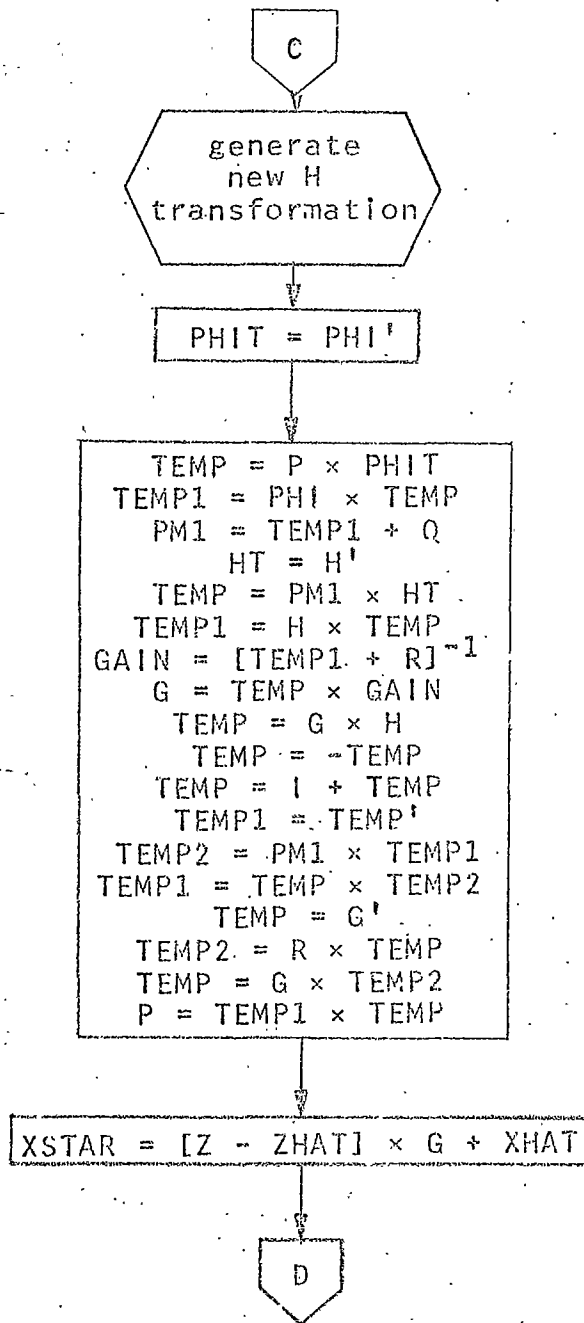 C
generate
new H
transformation
PHIT = PHI'
TEMP = P × PHIT
TEMP1 = PHI × TEMP
PM1 = TEMP1 + Q
HT = H'
TEMP = PM1 × HT
TEMP1 = H × TEMP
GAIN = [TEMP1 + R]⁻¹
G = TEMP × GAIN
TEMP = G × H
TEMP = -TEMP
TEMP = I + TEMP
TEMP1 = TEMP'
TEMP2 = PM1 × TEMP1
TEMP1 = TEMP × TEMP2
TEMP = G'
TEMP2 = R × TEMP
TEMP = G × TEMP2
P = TEMP1 × TEMP
XSTAR = [Z - ZHAT] × G + XHAT
D